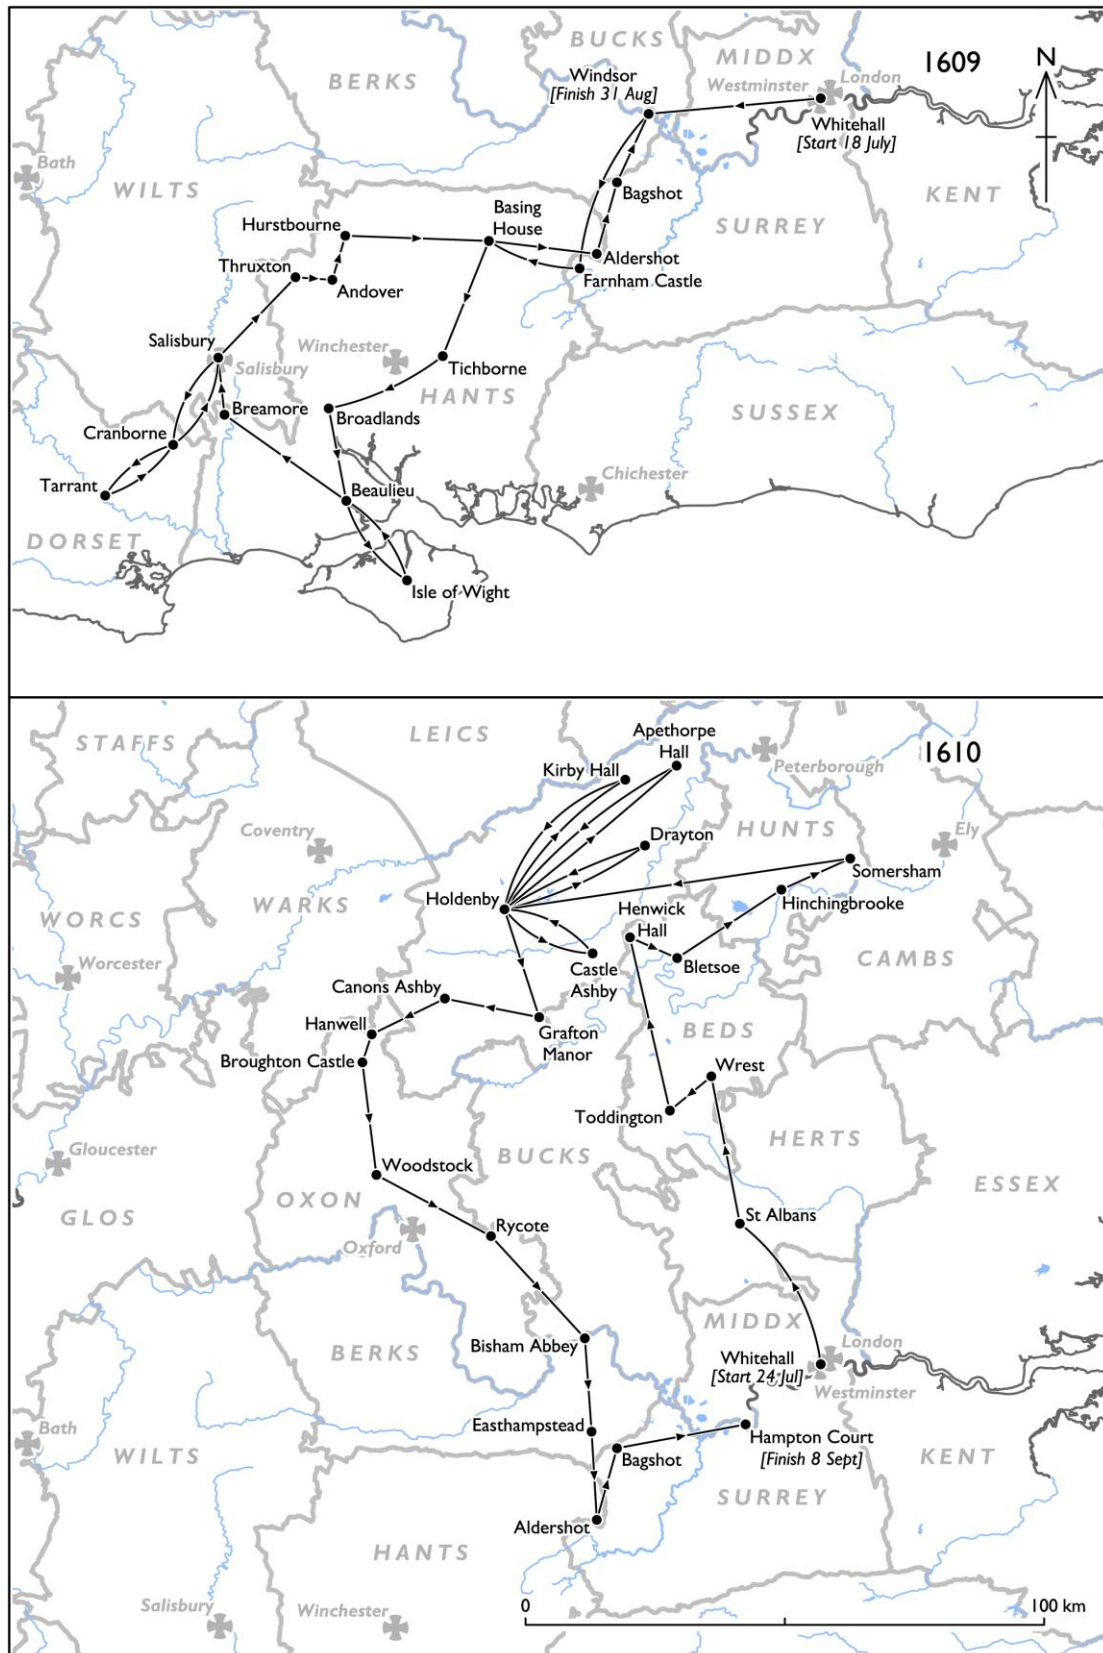 1609
N
BUCKS
MIDDX
BERKS
Windsor
[Finish 31 Aug]
Westminster
London
Whitehall
[Start 18 July]
Bath
WILTS
Bagshot
KENT
Basing
House
Hurstbourne
SURREY
Aldershot
Thruxton
Andover
Farnham Castle
Salisbury
Salisbury
Winchester
Tichborne
HANTS
Breamore
Broadlands
SUSSEX
Cranborne
Chichester
Tarrant
Beaulieu
DORSET
Isle of Wight
1610
STAFFS
LEICS
Apethorpe
Hall
Kirby Hall
Peterborough
Coventry
Drayton
HUNTS
Ely
Somersham
Holdenby
Hinchingbrooke
WORCS
WARKS
Henwick
Hall
Worcester
Castle
Ashby
Bletsoe
CAMBS
Canons Ashby
Hanwell
Grafton
Manor
BEDS
Broughton Castle
Wrest
Toddington
HERTS
Gloucester
BUCKS
Woodstock
ESSEX
GLOS
OXON
Rycote
St Albans
Oxford
MIDDX
London
Bisham Abbey
BERKS
Whitehall
[Start 24 Jul]
Westminster
Easthampstead
Bath
Hampton Court
[Finish 8 Sept]
WILTS
Bagshot
KENT
SURREY
Aldershot
HANTS
Salisbury
Winchester
0
100 km